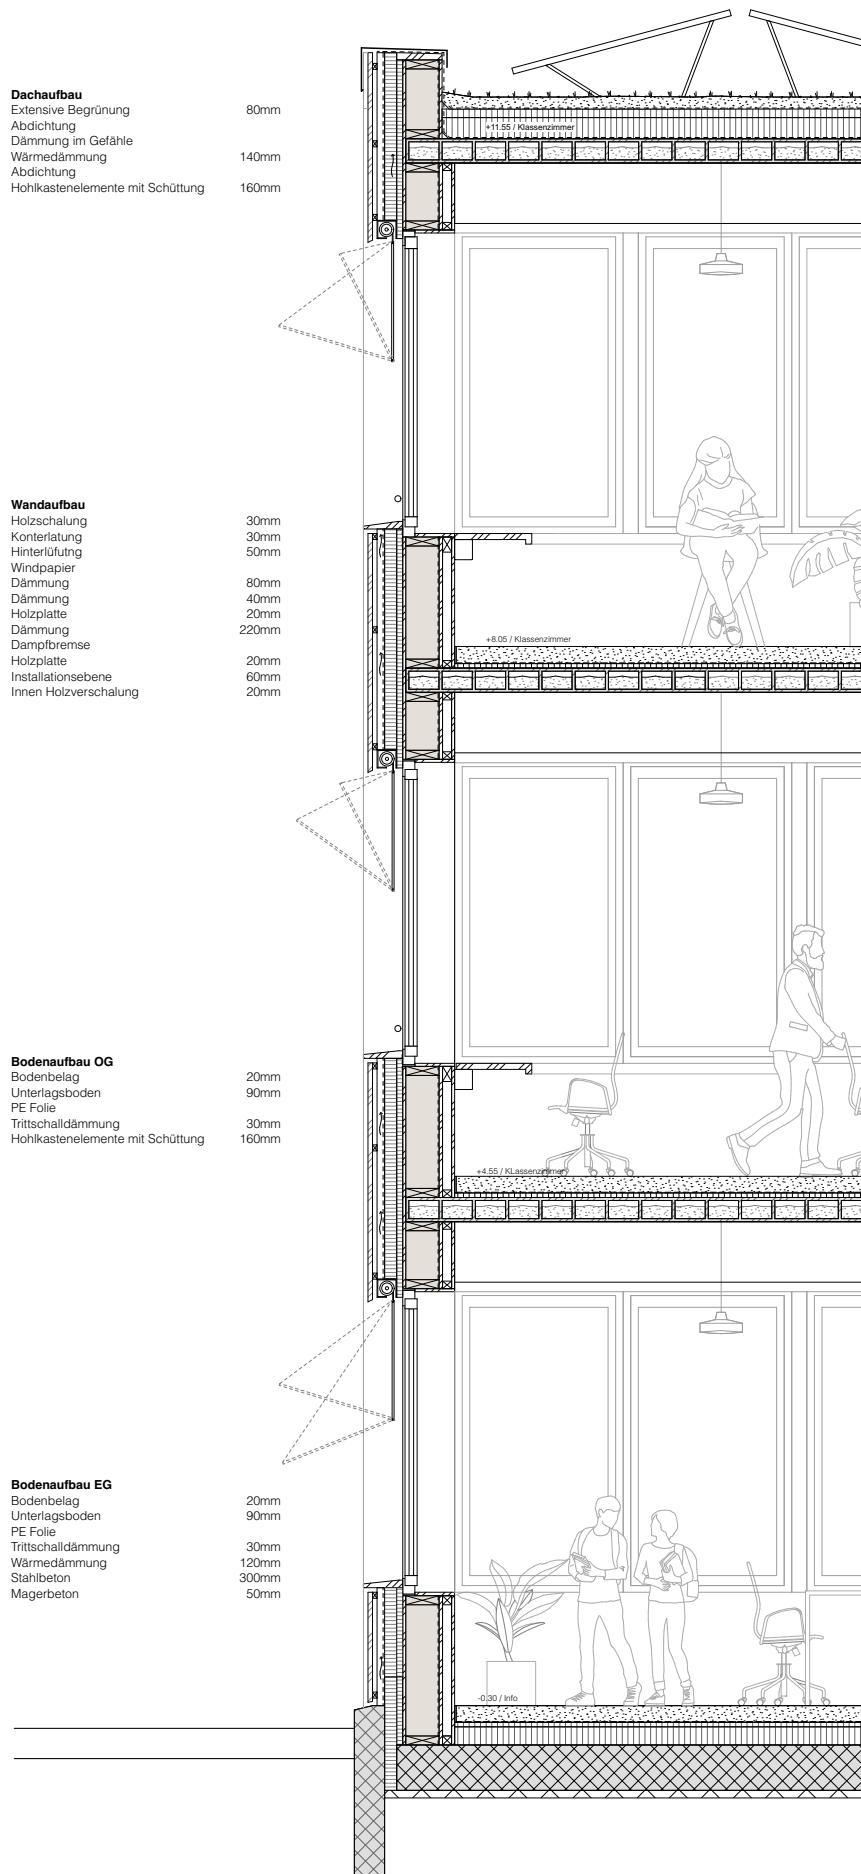 Dachaufbau
Extensive Begrünung 80mm
Abdichtung
Dämmung im Gefähle
Wärmedämmung 140mm
Abdichtung
Hohlkastenelemente mit Schüttung 160mm
+11.55 / Klassenzimmer
Wandaufbau
Holzschalung 30mm
Konterlatung 30mm
Hinterlüfutng 50mm
Windpapier
Dämmung 80mm
Dämmung 40mm
Holzplatte 20mm
Dämmung 220mm
Dampfbremse
Holzplatte 20mm
Installationsebene 60mm
Innen Holzverschalung 20mm
+8.05 / Klassenzimmer
Bodenaufbau OG
Bodenbelag 20mm
Unterlagsboden 90mm
PE Folie
Trittschalldämmung 30mm
Hohlkastenelemente mit Schüttung 160mm
+4.55 / KLassenzimmer
Bodenaufbau EG
Bodenbelag 20mm
Unterlagsboden 90mm
PE Folie
Trittschalldämmung 30mm
Wärmedämmung 120mm
Stahlbeton 300mm
Magerbeton 50mm
-0.30 / Info